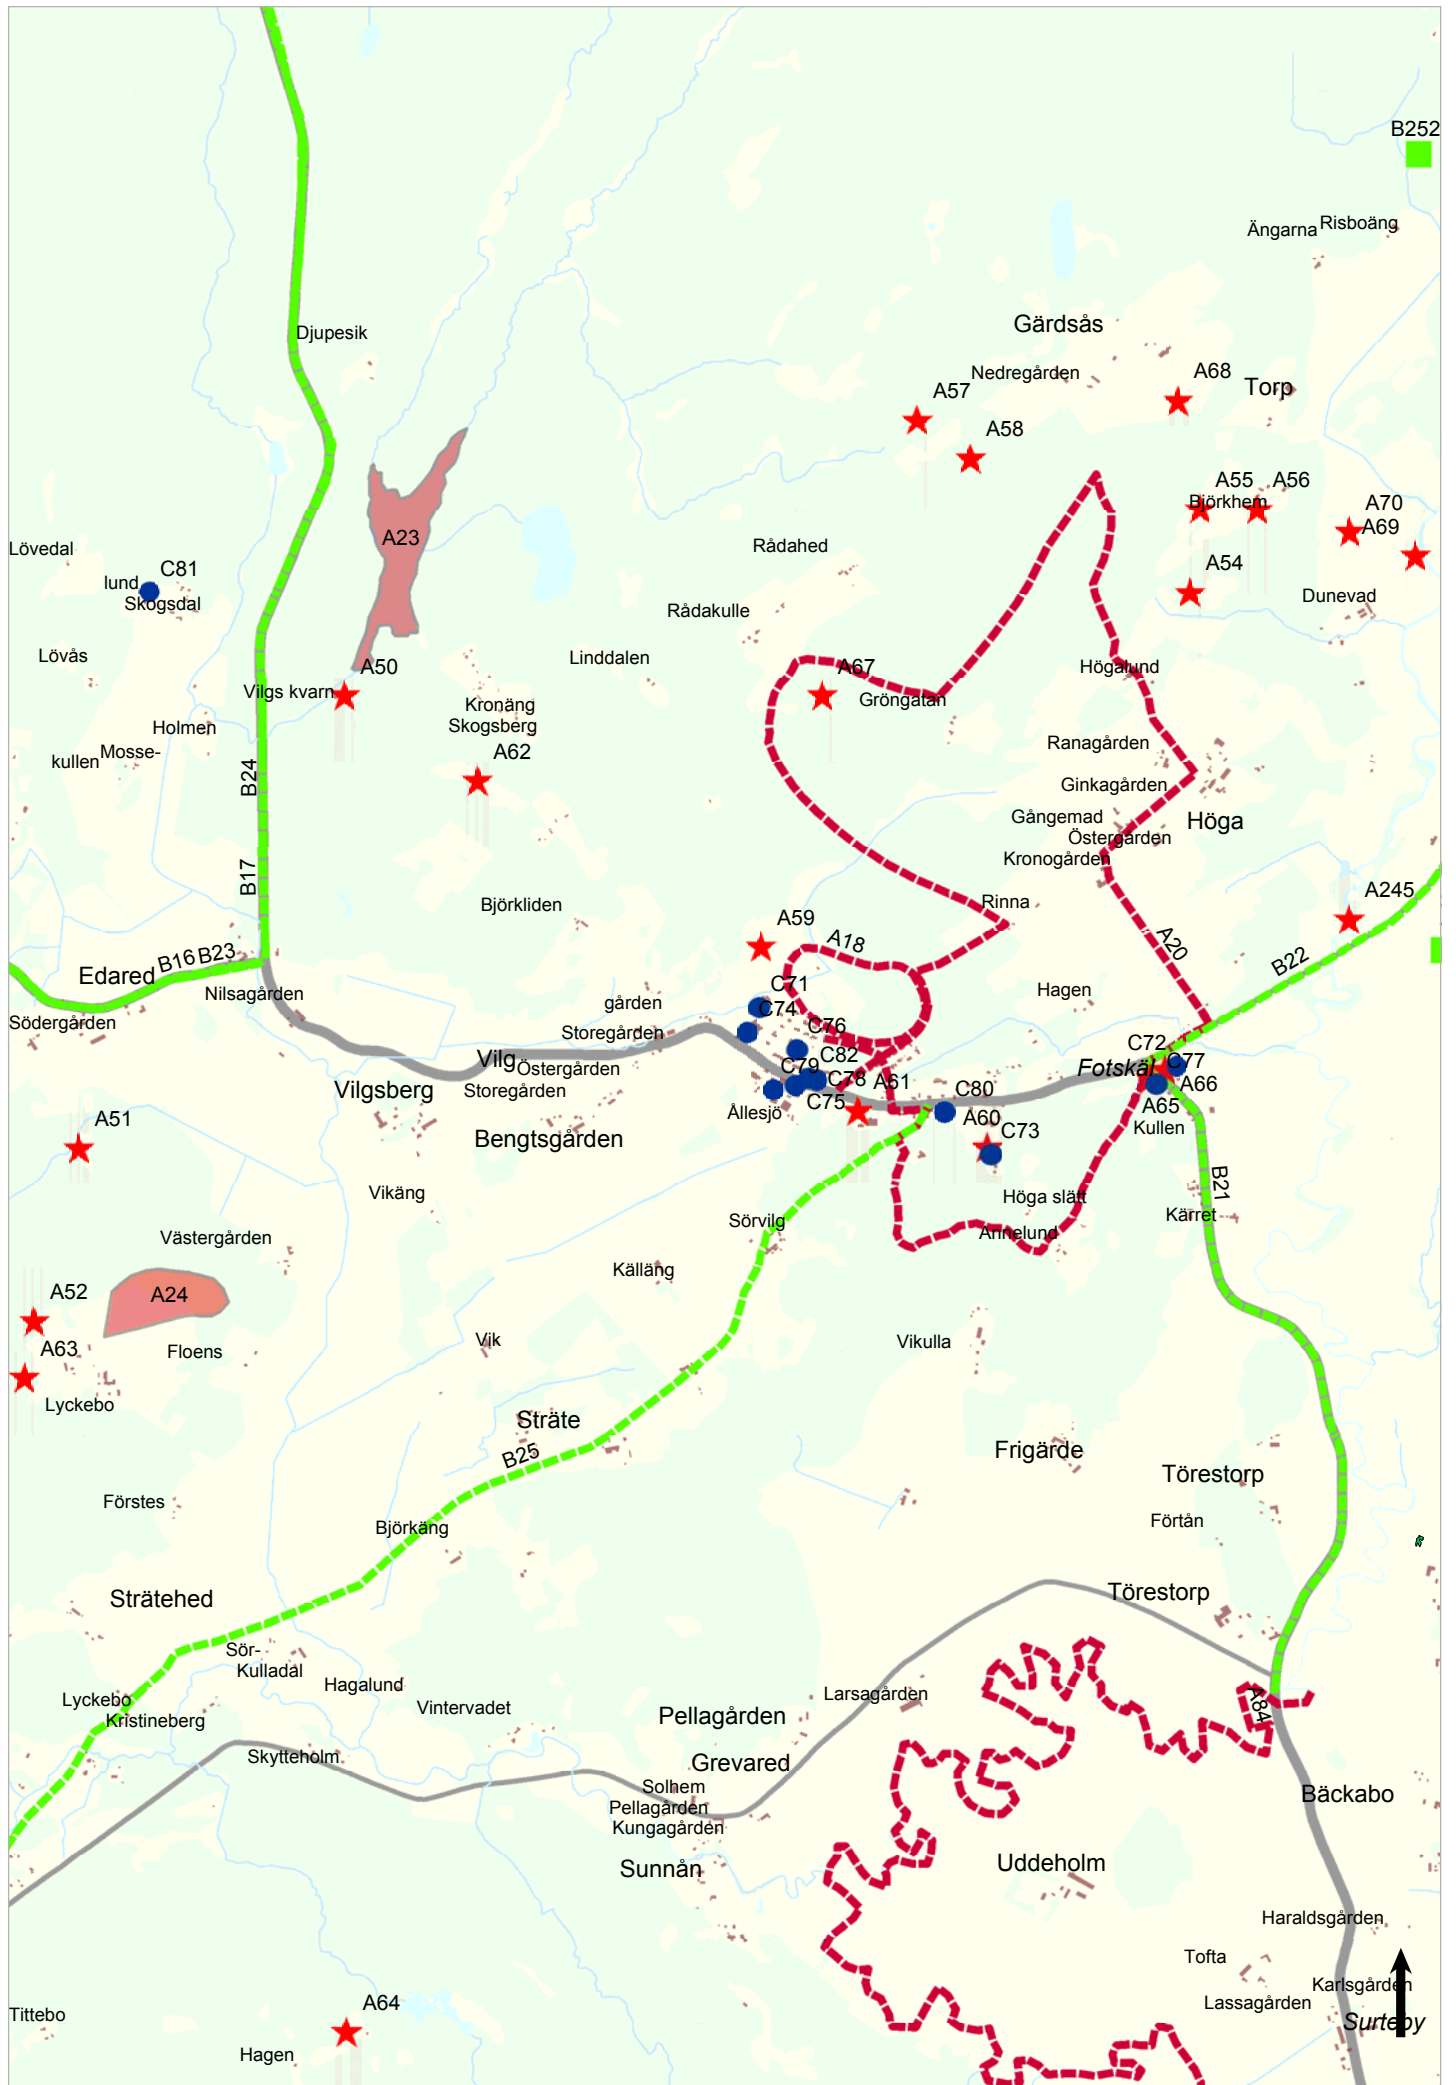 B252
Ängarna
Risboäng
Gärdsås
Djupesik
Nedregården
A68
Torp
A57
A58
A55
A56
Björkhem
A70
A69
A23
Lövedal
Rådahed
C81
lund
Skogsdal
A54
Dunevad
Rådakulle
Lövås
Linddalen
A50
A67
Högalund
Vilgs kvarn
Gröngatan
Kronäng
Skogsberg
Holmen
Mosse-
kullen
A62
Ranagården
Ginkagården
B24
Gångemad
Höga
Östergården
Kronogården
B17
A245
Rinna
Björkliden
A59
A18
A20
B22
Edared
B16
B23
Nilsagården
C71
Hagen
gården
C74
Södergården
Storegården
C76
C72
Vilg
Östergården
C82
Fotskäl
C77
Vilgsberg
Storegården
C79
C78
A61
A66
Ållesjö
C75
C80
A65
A60
Kullen
A51
Bengtsgården
C73
B21
Vikäng
Höga slätt
Kärret
Sörvilg
Annelund
Västergården
Källäng
A52
A24
A63
Floens
Vik
Vikulla
Lyckebo
Sträte
B25
Frigärde
Törestorp
Förstes
Förtån
Björkäng
Strätehed
Törestorp
Sör-
Kulladal
Hagalund
Larsagården
A84
Lyckebo
Kristineberg
Vintervadet
Pellagården
Skytteholm
Grevared
Solhem
Bäckabo
Pellagården
Kungagården
Sunnån
Uddeholm
Haraldsgården
Tofta
Karlsgården
Lassagården
A64
Tittebo
Surteby
Hagen